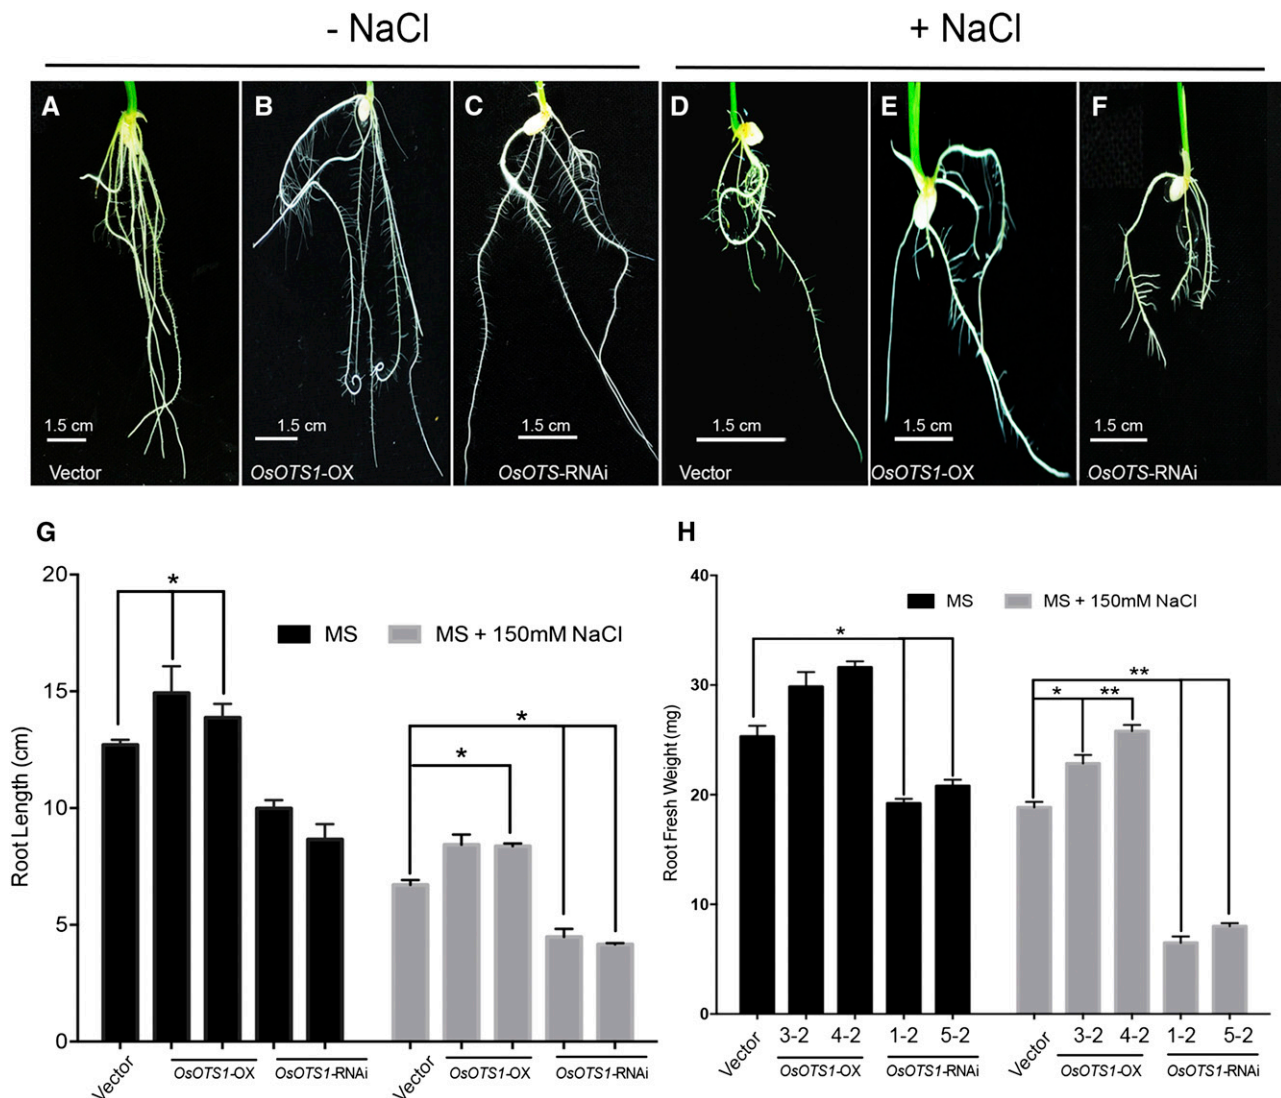 - NaCl
+ NaCl
A
B
C
D
E
F
1.5 cm
1.5 cm
1.5 cm
1.5 cm
1.5 cm
1.5 cm
Vector
OsOTS1-OX
OsOTS-RNAi
Vector
OsOTS1-OX
OsOTS-RNAi
G
20
15
10
5
0
Root Length (cm)
MS
MS + 150mM NaCl
*
*
*
Vector
OsOTS1-OX
OsOTS1-RNAi
Vector
OsOTS1-OX
OsOTS1-RNAi
H
40
30
20
10
0
Root Fresh Weight (mg)
MS
MS + 150mM NaCl
*
**
*
**
Vector
3-2
4-2
1-2
5-2
OsOTS1-OX
OsOTS1-RNAi
Vector
3-2
4-2
1-2
5-2
OsOTS1-OX
OsOTS1-RNAi